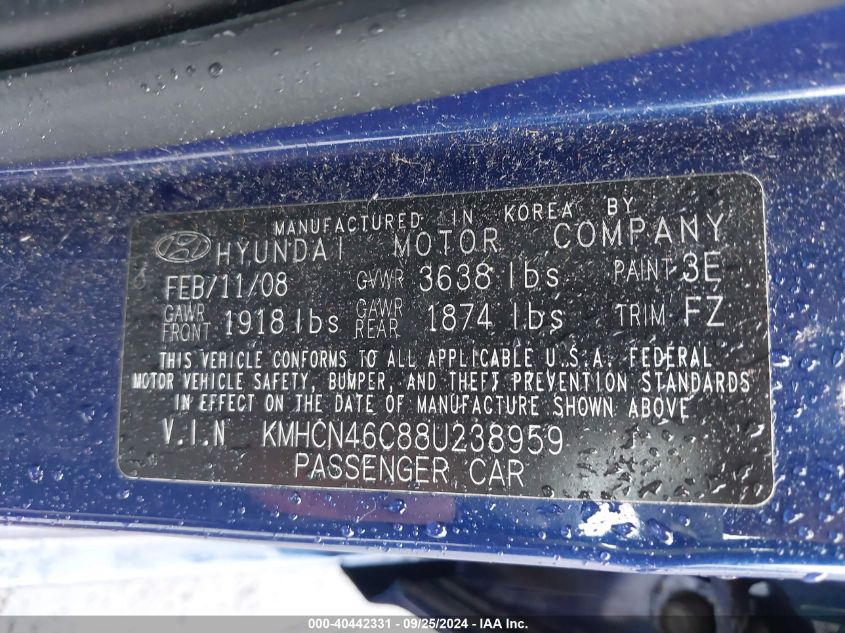 MANUFACTURED IN KOREA BY
HYUNDAI MOTOR COMPANY
FEB/11/08 GVWR 3638 lbs PAINT 3E
GAWR FRONT 1918 lbs GAWR REAR 1874 lbs TRIM FZ
THIS VEHICLE CONFORMS TO ALL APPLICABLE U.S.A. FEDERAL
MOTOR VEHICLE SAFETY, BUMPER, AND THEFT PREVENTION STANDARDS
IN EFFECT ON THE DATE OF MANUFACTURE SHOWN ABOVE
V.I.N KMHCN46C88U238959
PASSENGER CAR
000-40442331 - 09/25/2024 - IAA Inc.